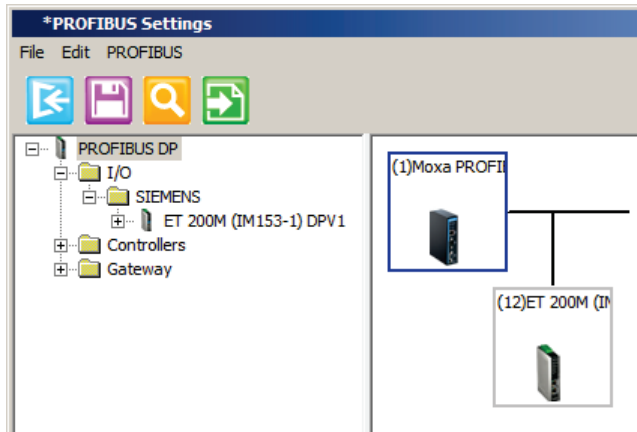 *PROFIBUS Settings
File Edit PROFIBUS
PROFIBUS DP
I/O
SIEMENS
ET 200M (IM153-1) DPV1
Controllers
Gateway
(1)Moxa PROFI
(12)ET 200M (I